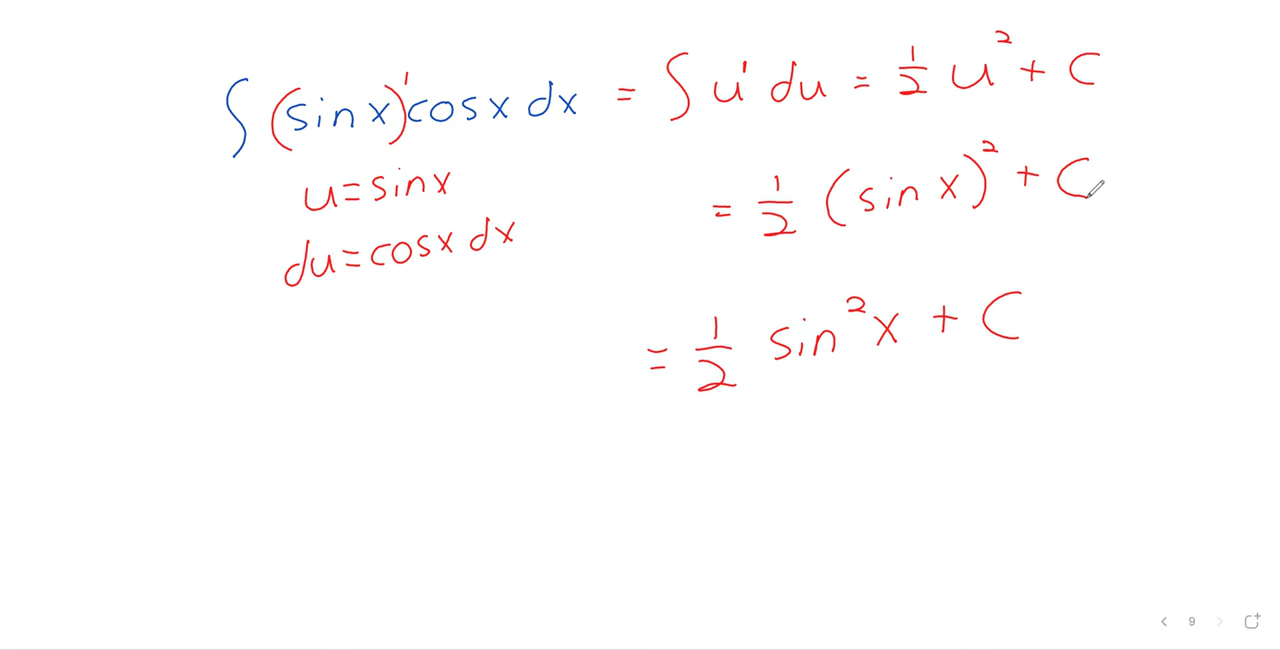 ∫ (sin x)¹ cos x dx = ∫ u¹ du = 1/2 u² + C
u = sin x
= 1/2 (sin x)² + C
du = cos x dx
= 1/2 sin² x + C
9